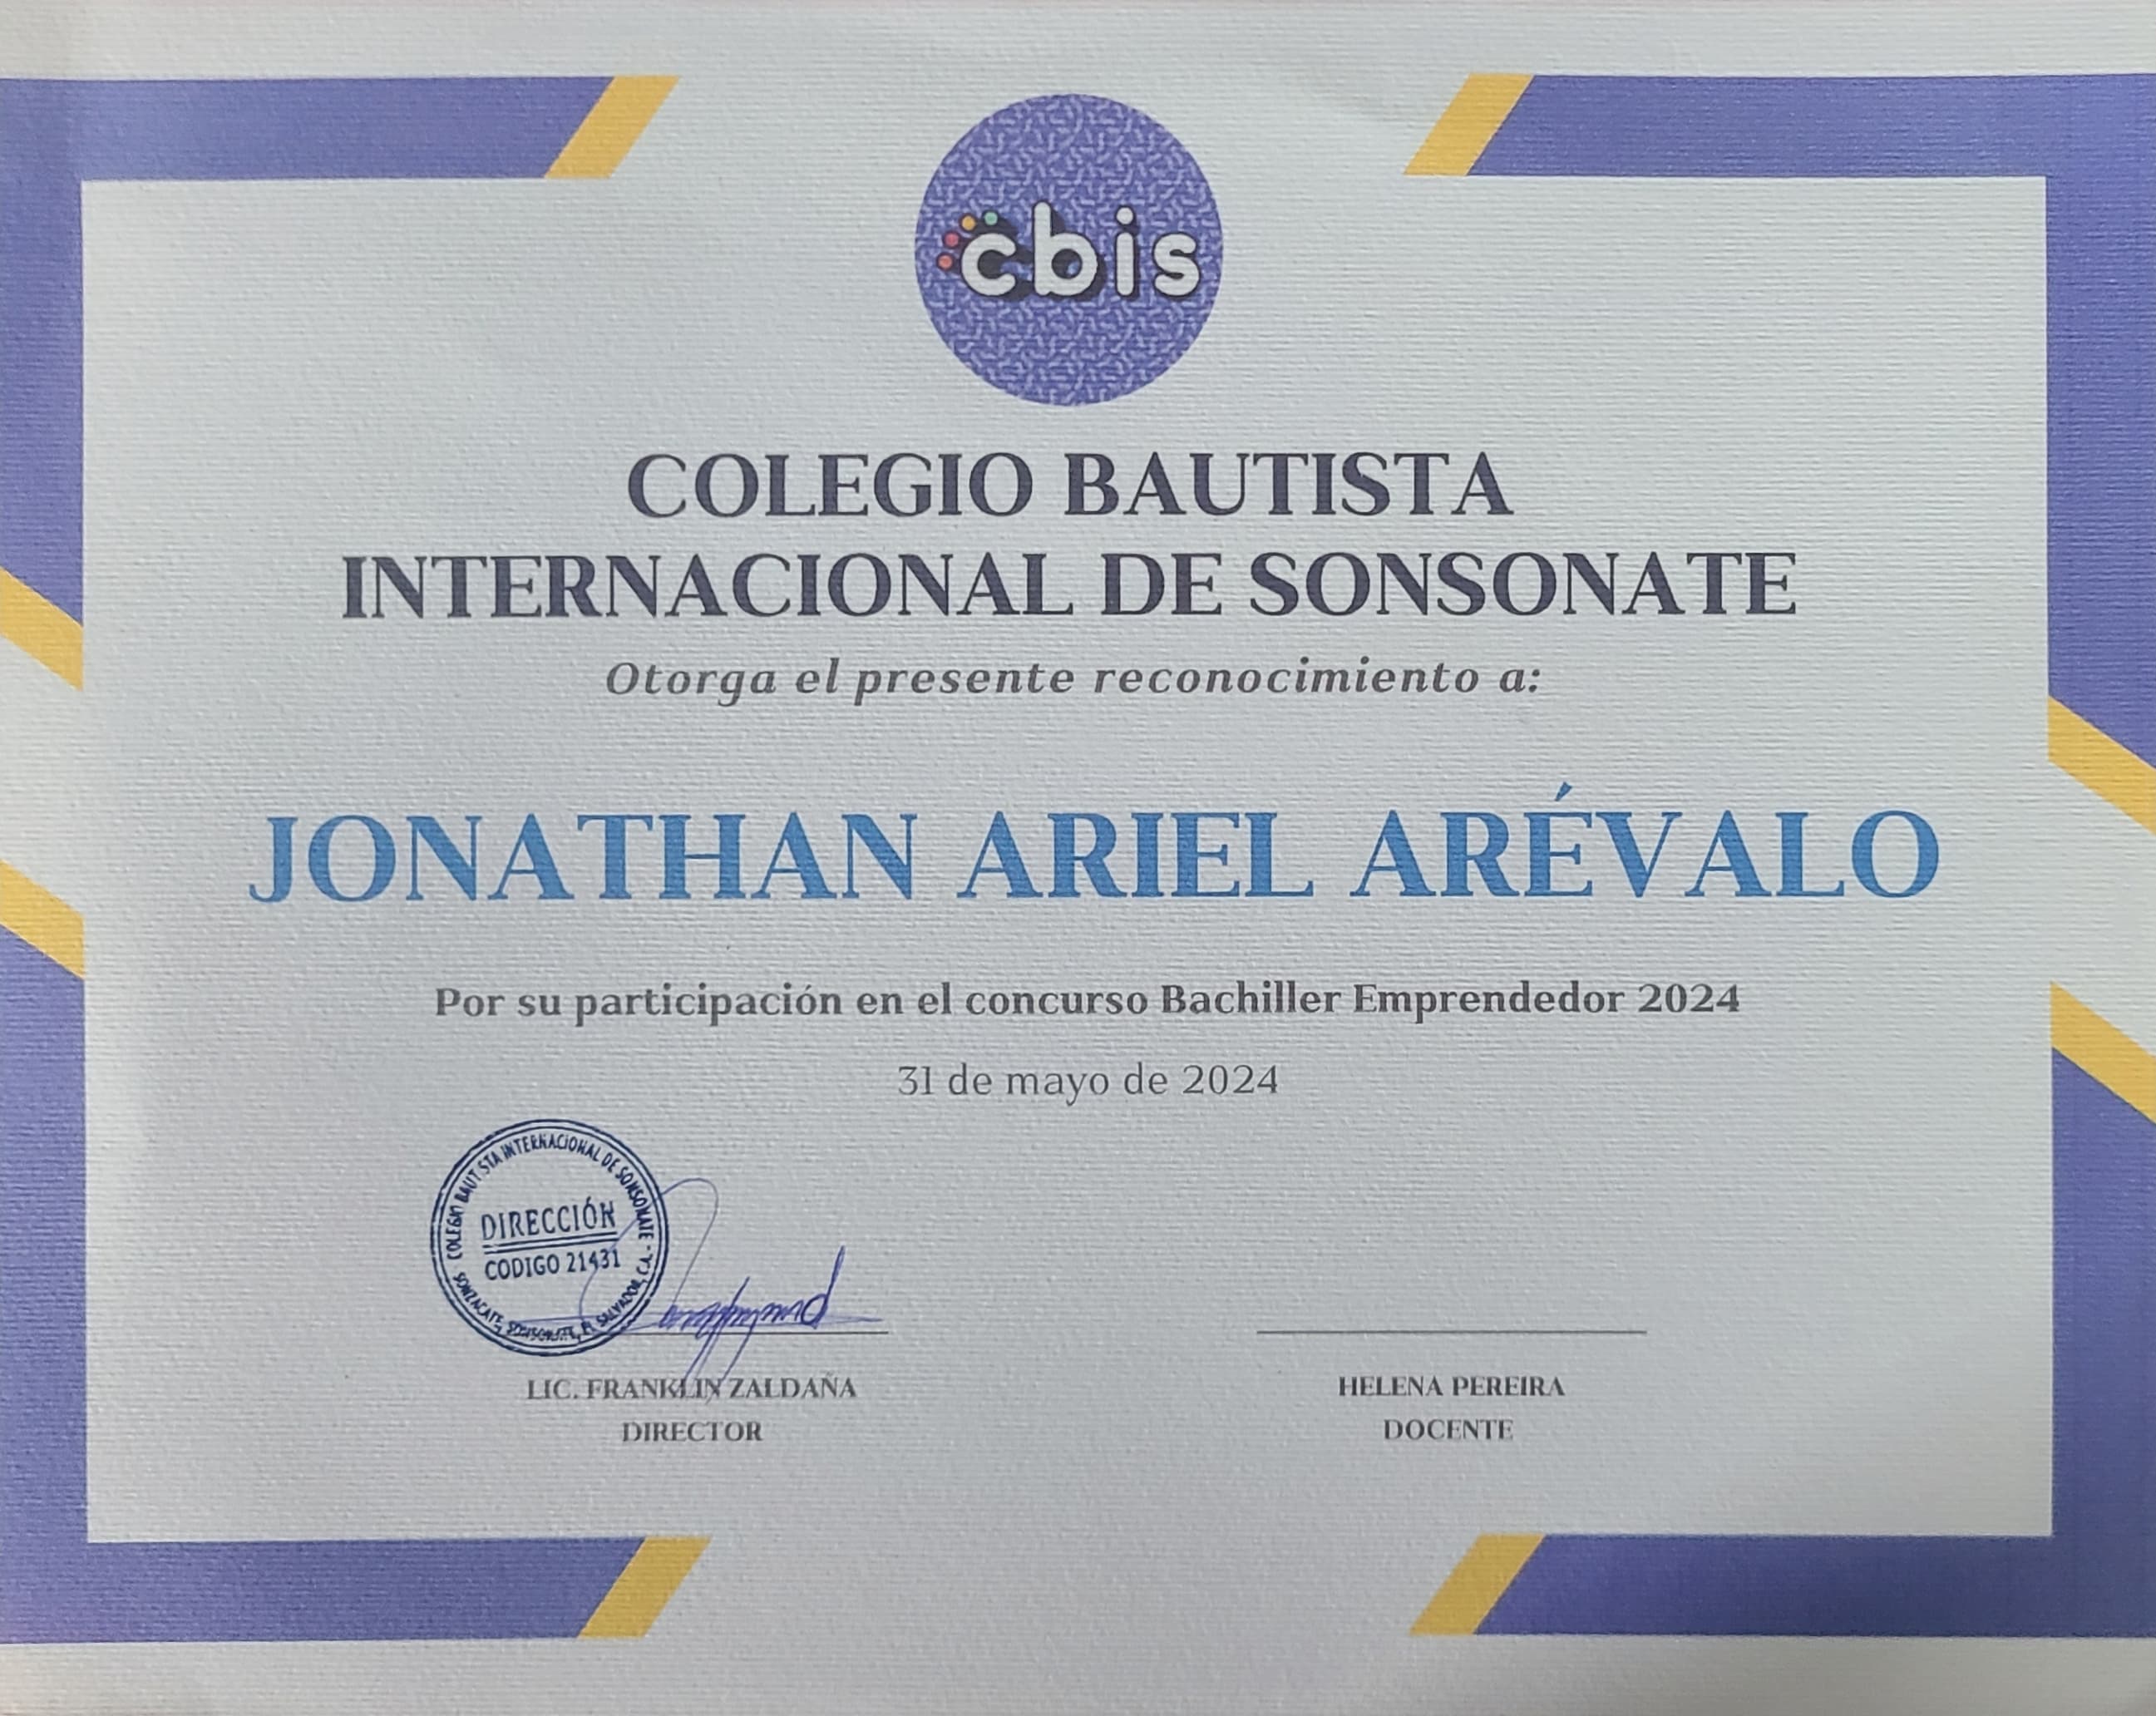 cbis
COLEGIO BAUTISTA
INTERNACIONAL DE SONSONATE
Otorga el presente reconocimiento a:
JONATHAN ARIEL ARÉVALO
Por su participación en el concurso Bachiller Emprendedor 2024
31 de mayo de 2024
COLEGIO BAUTISTA INTERNACIONAL DE SONSONATE -
DIRECCIÓN
CODIGO 21431
SONZACATE, SONSONATE, EL SALVADOR, C.A. -
LIC. FRANKLIN ZALDAÑA
DIRECTOR
HELENA PEREIRA
DOCENTE